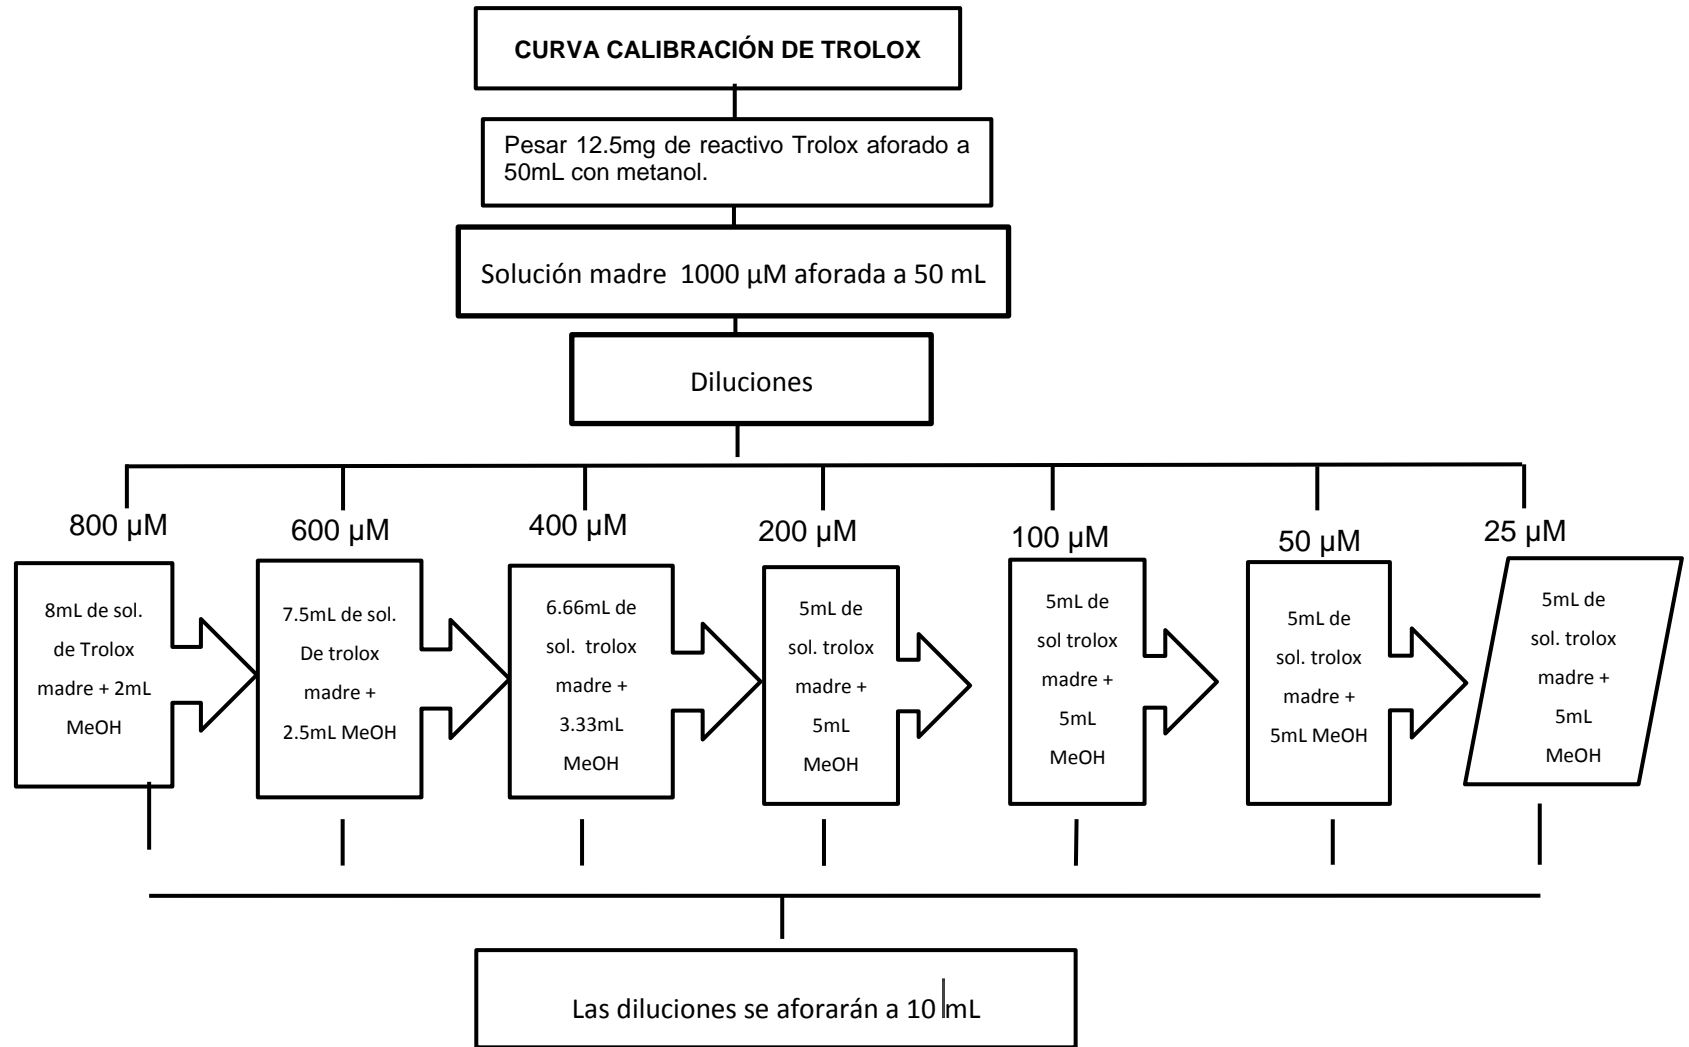 CURVA CALIBRACIÓN DE TROLOX
Pesar 12.5mg de reactivo Trolox aforado a
50mL con metanol.
Solución madre 1000 µM aforada a 50 mL
Diluciones
800 µM
8mL de sol.
de Trolox
madre + 2mL
MeOH
600 µM
7.5mL de sol.
De trolox
madre +
2.5mL MeOH
400 µM
6.66mL de
sol. trolox
madre +
3.33mL
MeOH
200 µM
5mL de
sol. trolox
madre +
5mL
MeOH
100 µM
5mL de
sol trolox
madre +
5mL
MeOH
50 µM
5mL de
sol. trolox
madre +
5mL MeOH
25 µM
5mL de
sol. trolox
madre +
5mL
MeOH
Las diluciones se aforarán a 10 mL